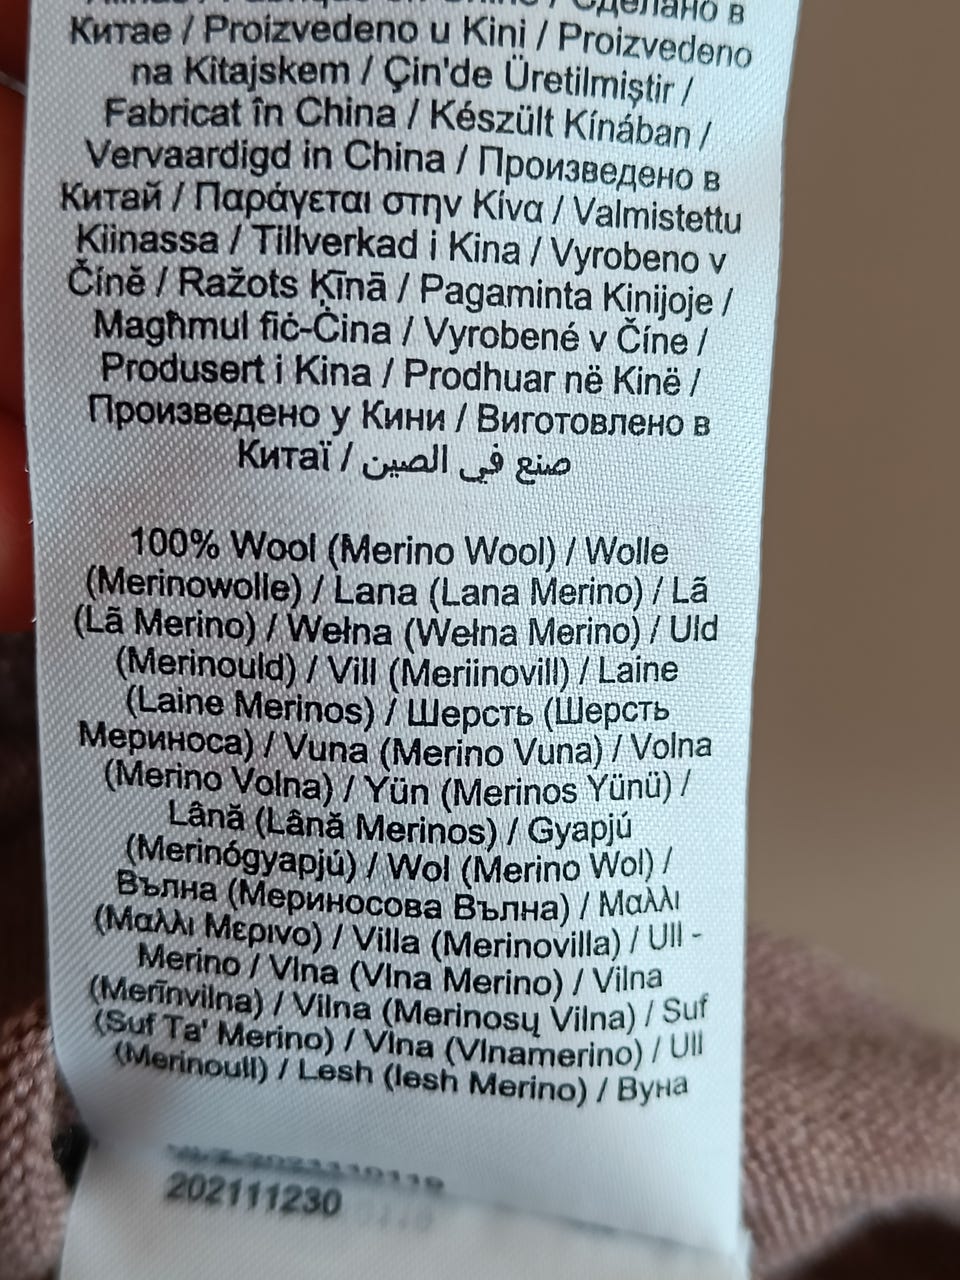 Сделано в
Китае / Proizvedeno u Kini / Proizvedeno
na Kitajskem / Çin'de Üretilmiştir /
Fabricat în China / Készült Kínában /
Vervaardigd in China / Произведено в
Китай / Παράγεται στην Κίνα / Valmistettu
Kiinassa / Tillverkad i Kina / Vyrobeno v
Číně / Ražots Ķīnā / Pagaminta Kinijoje /
Magħmul fiċ-Ċina / Vyrobené v Číne /
Produsert i Kina / Prodhuar në Kinë /
Произведено у Кини / Виготовлено в
Китаї / صنع في الصين
100% Wool (Merino Wool) / Wolle
(Merinowolle) / Lana (Lana Merino) / Lã
(Lã Merino) / Wełna (Wełna Merino) / Uld
(Merinould) / Vill (Meriinovill) / Laine
(Laine Merinos) / Шерсть (Шерсть
Мериноса) / Vuna (Merino Vuna) / Volna
(Merino Volna) / Yün (Merinos Yünü) /
Lână (Lână Merinos) / Gyapjú
(Merinógyapjú) / Wol (Merino Wol) /
Вълна (Мериносова Вълна) / Μαλλι
(Μαλλι Μερινο) / Villa (Merinovilla) / Ull -
Merino / Vlna (Vlna Merino) / Vilna
(Merīnvilna) / Vilna (Merinosų Vilna) / Suf
(Suf Ta' Merino) / Vlna (Vlnamerino) / Ull
(Merinoull) / Lesh (lesh Merino) / Вуна
202111230